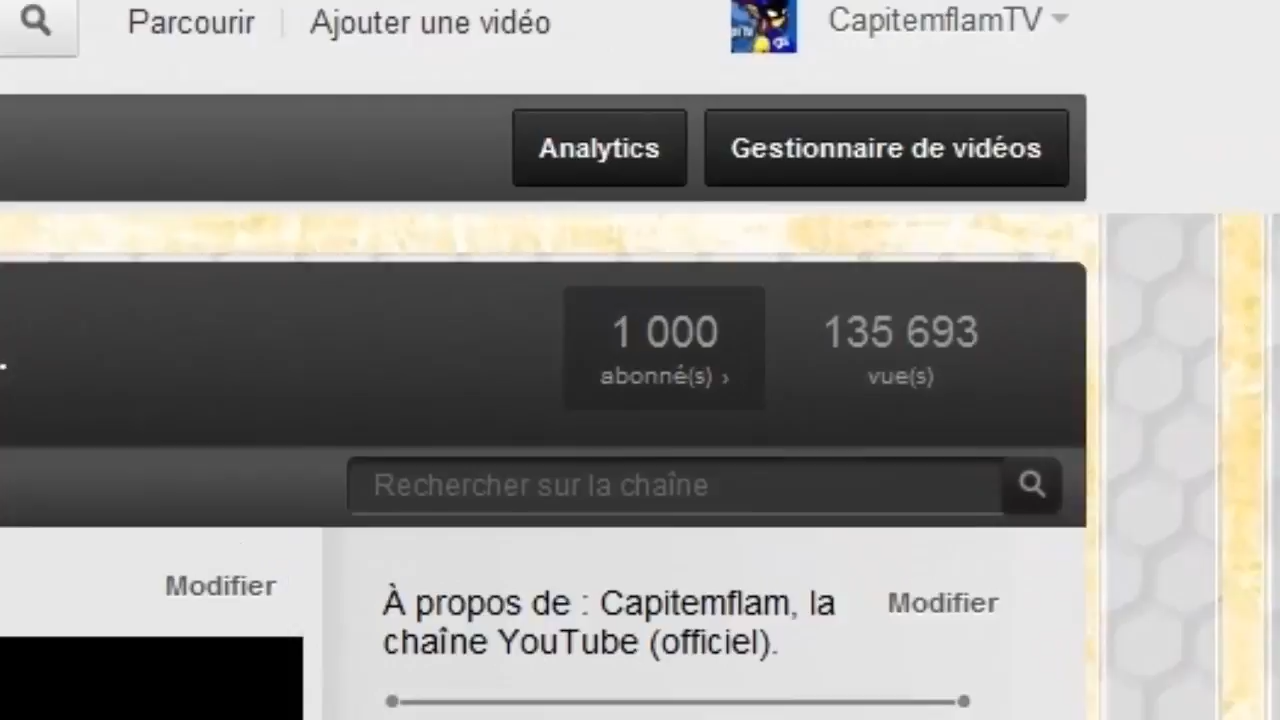 Parcourir
Ajouter une vidéo
CapitemflamTV
Analytics
Gestionnaire de vidéos
1 000
abonné(s) ›
135 693
vue(s)
Rechercher sur la chaîne
Modifier
À propos de : Capitemflam, la
chaîne YouTube (officiel).
Modifier